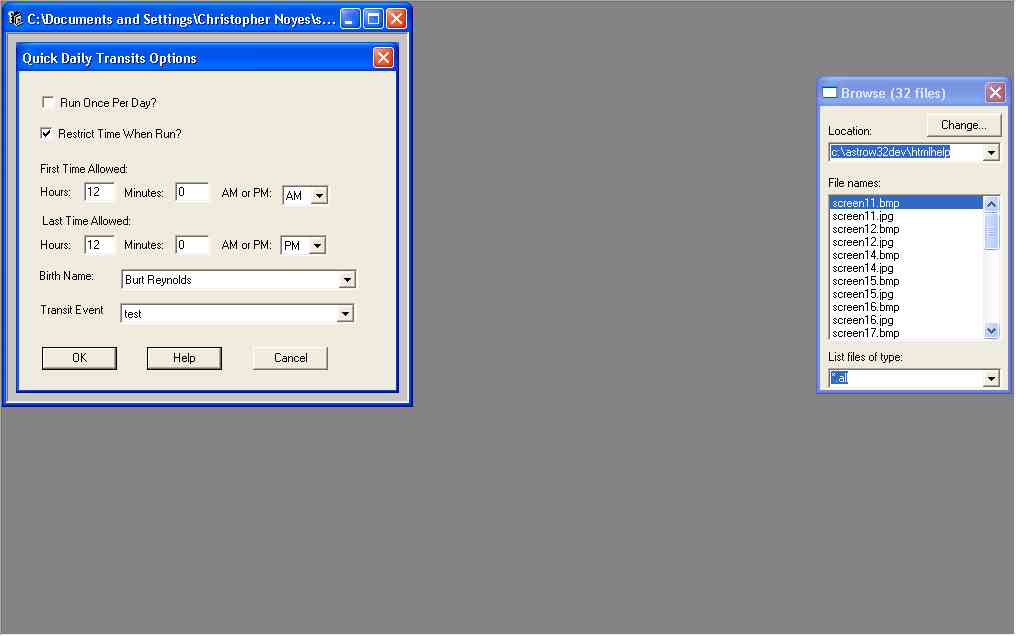 C:\Documents and Settings\Christopher Noyes\s...
Quick Daily Transits Options
Run Once Per Day?
Restrict Time When Run?
First Time Allowed:
Hours: 12 Minutes: 0 AM or PM: AM
Last Time Allowed:
Hours: 12 Minutes: 0 AM or PM: PM
Birth Name: Burt Reynolds
Transit Event test
OK Help Cancel
Browse (32 files)
Location: Change...
c:\astrow32dev\htmlhelp
File names:
screen11.bmp
screen11.jpg
screen12.bmp
screen12.jpg
screen14.bmp
screen14.jpg
screen15.bmp
screen15.jpg
screen16.bmp
screen16.jpg
screen17.bmp
List files of type:
*.al